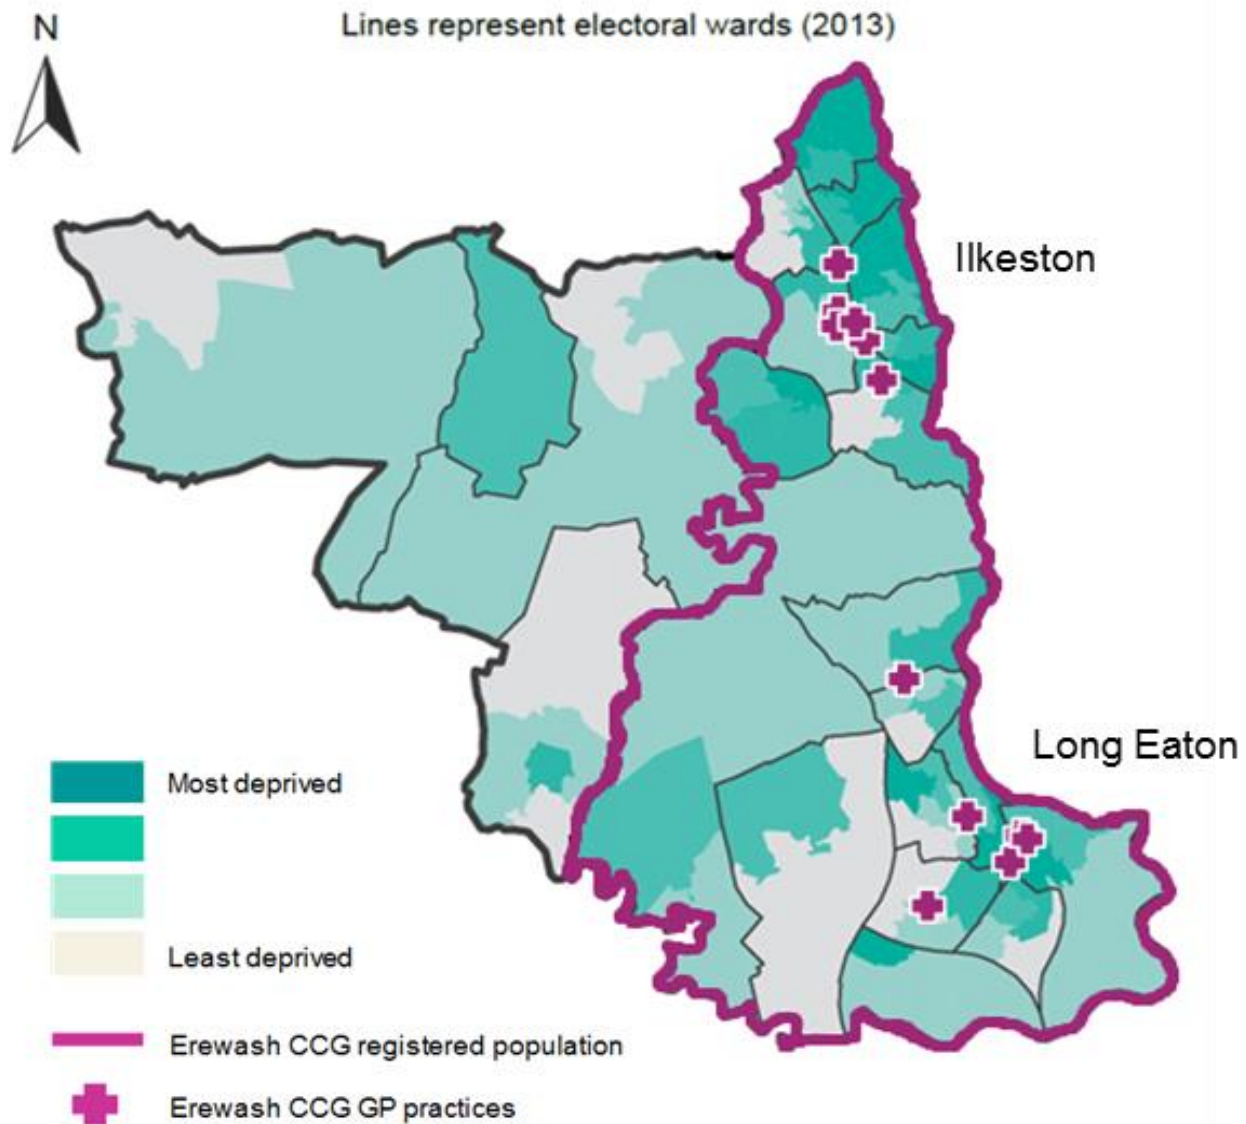 N
Lines represent electoral wards (2013)
Ilkeston
Long Eaton
Most deprived
Least deprived
Erewash CCG registered population
Erewash CCG GP practices